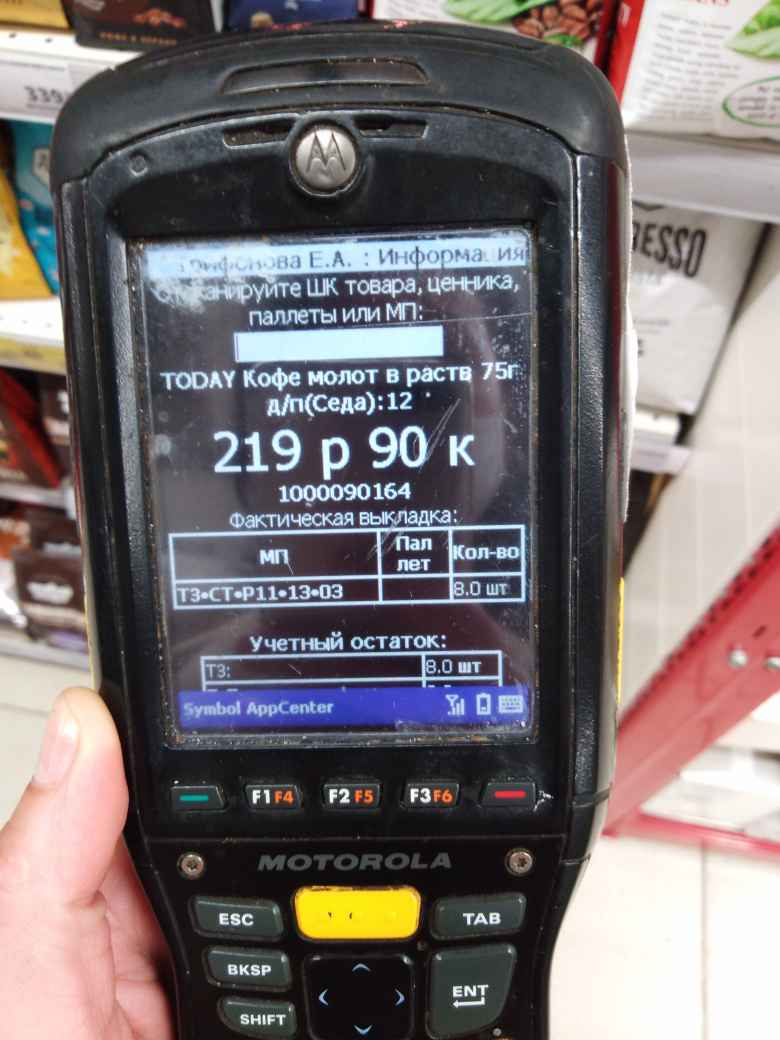 339
ESSO
: Информация
ШК товара, ценника,
паллеты или МП:
TODAY Кофе молот в раств 75г
д/п(Седа):12
219 р 90 к
1000090164
Фактическая выкладка:
МП Пал лет Кол-во
ТЗ•СТ•Р11•13•03 8.0 шт
Учетный остаток:
ТЗ: 8.0 шт
Symbol AppCenter
F1 F4 F2 F5 F3 F6
MOTOROLA
ESC TAB
BKSP ENT
SHIFT